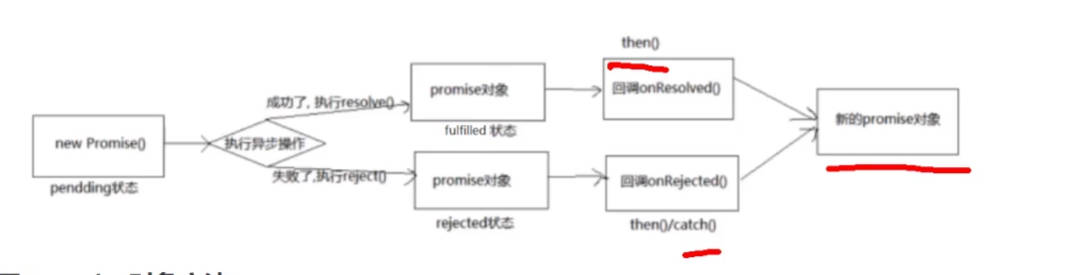 then()
new Promise()
pendding状态
执行异步操作
成功了, 执行resolve()
失败了,执行reject()
promise对象
fulfilled 状态
promise对象
rejected状态
回调onResolved()
回调onRejected()
then()/catch()
新的promise对象